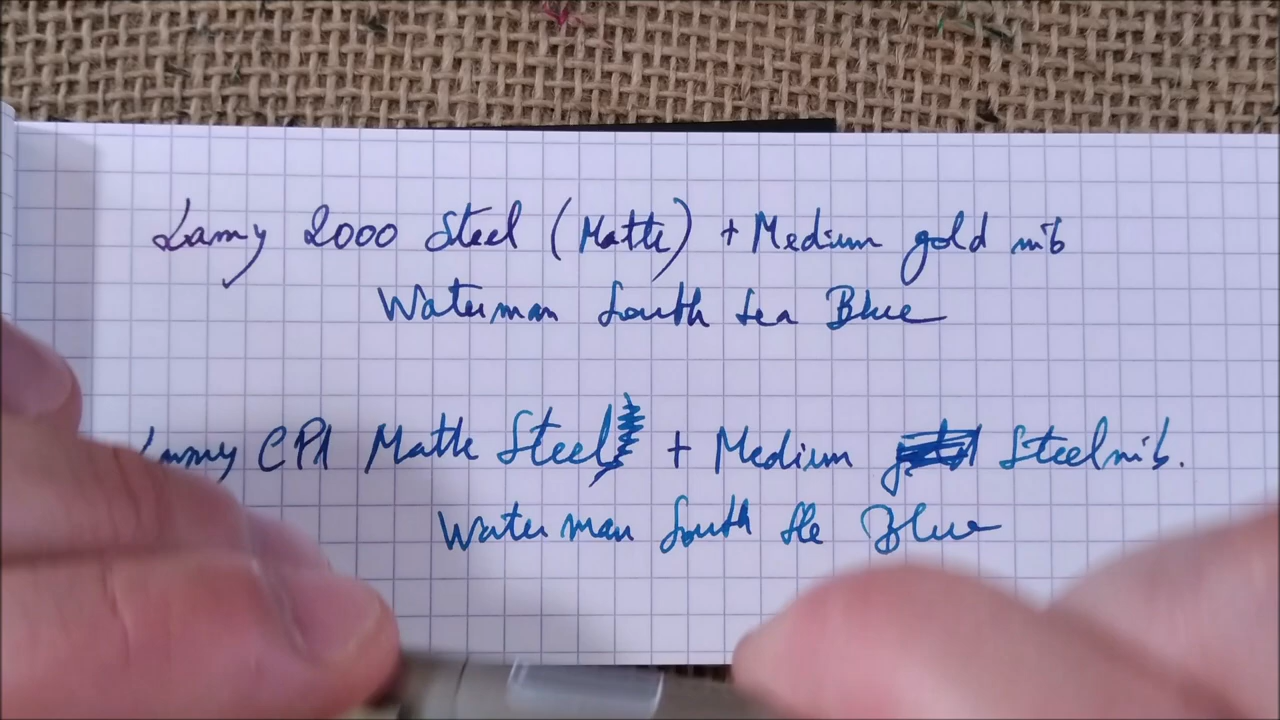 Lamy 2000 Steel (Matte) + Medium gold nib
Waterman South Sea Blue
Lamy CP1 Matte Steel + Medium Steel nib.
Waterman South Se Blue